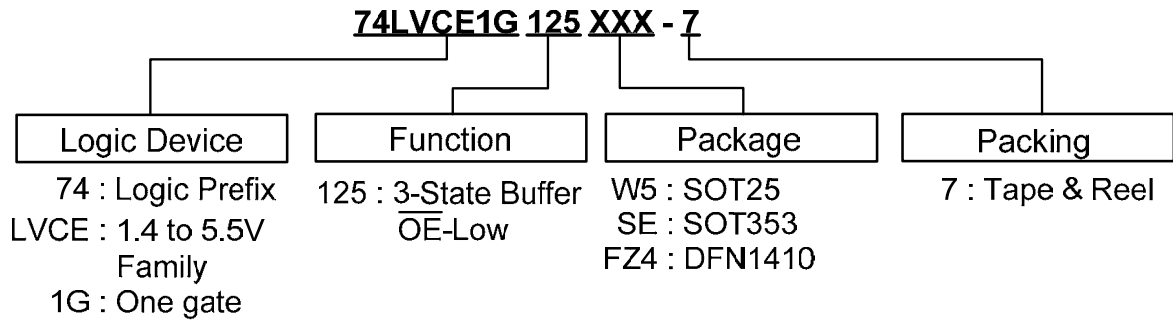 74LVCE1G 125 XXX - 7
Logic Device
Function
Package
Packing
74 : Logic Prefix
LVCE : 1.4 to 5.5V
Family
1G : One gate
125 : 3-State Buffer
O̅E̅-Low
W5 : SOT25
SE : SOT353
FZ4 : DFN1410
7 : Tape & Reel